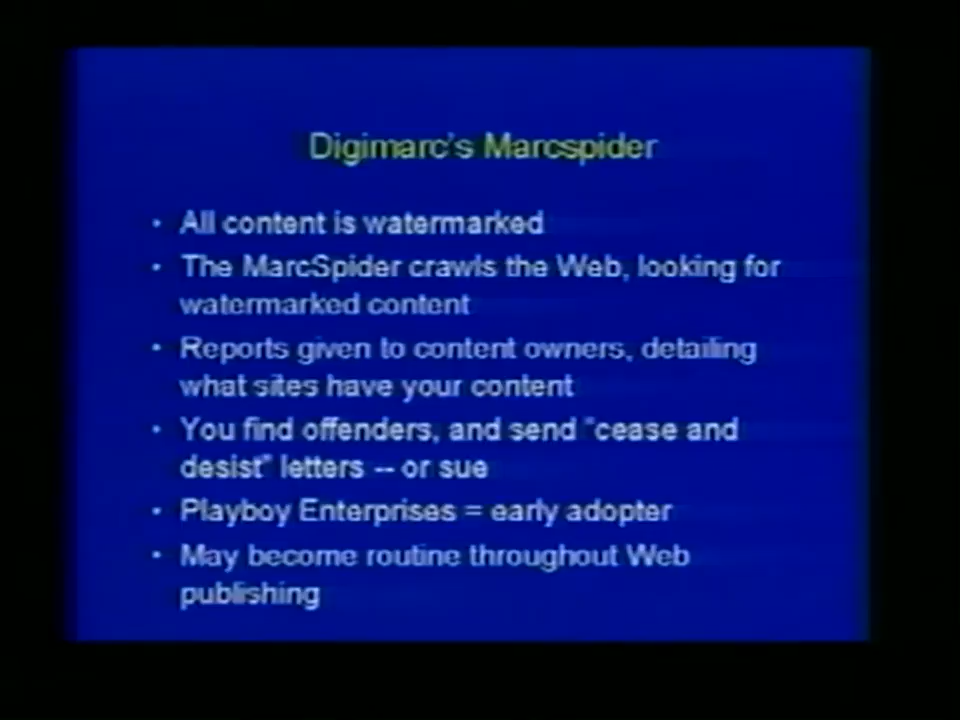 Digimarc's Marcspider
• All content is watermarked
• The MarcSpider crawls the Web, looking for
watermarked content
• Reports given to content owners, detailing
what sites have your content
• You find offenders, and send "cease and
desist" letters -- or sue
• Playboy Enterprises = early adopter
• May become routine throughout Web
publishing